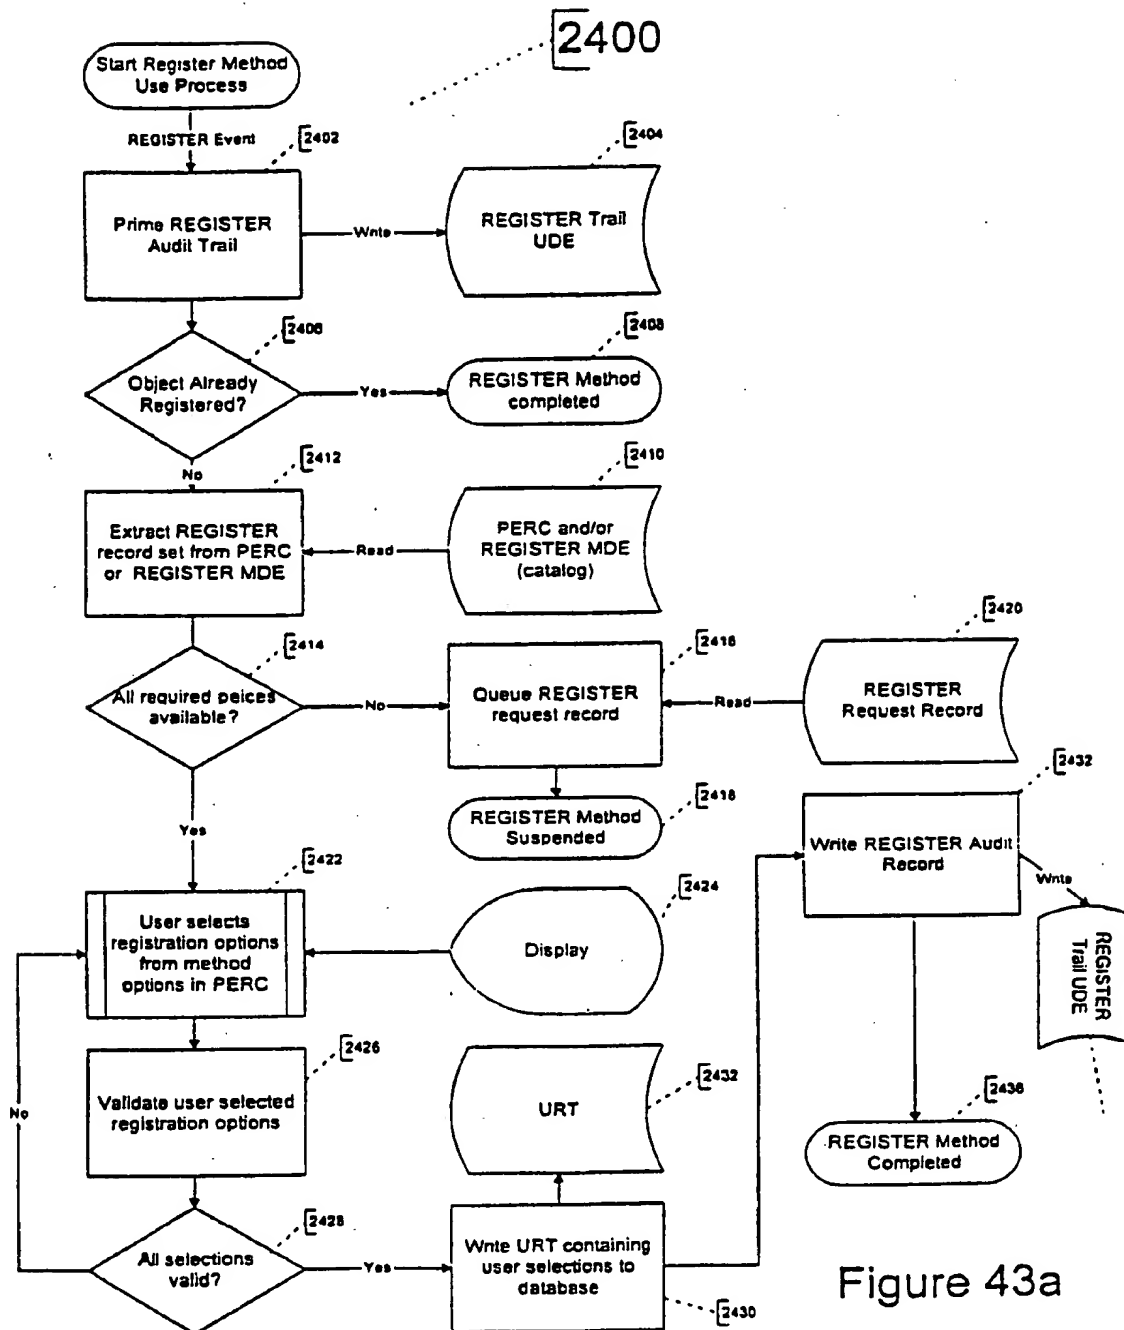 2400
Start Register Method
Use Process
REGISTER Event
2402
2404
Prime REGISTER
Audit Trail
Write
REGISTER Trail
UDE
2406
2408
Object Already
Registered?
Yes
REGISTER Method
completed
No
2412
2410
Extract REGISTER
record set from PERC
or REGISTER MDE
Read
PERC and/or
REGISTER MDE
(catalog)
2414
2416
2420
All required peices
available?
No
Queue REGISTER
request record
Read
REGISTER
Request Record
2418
REGISTER Method
Suspended
2432
Write REGISTER Audit
Record
Write
REGISTER
Trail UDE
Yes
2422
2424
User selects
registration options
from method
options in PERC
Display
2426
2432
Validate user selected
registration options
No
URT
2436
REGISTER Method
Completed
2428
All selections
valid?
Yes
Write URT containing
user selections to
database
2430
Figure 43a